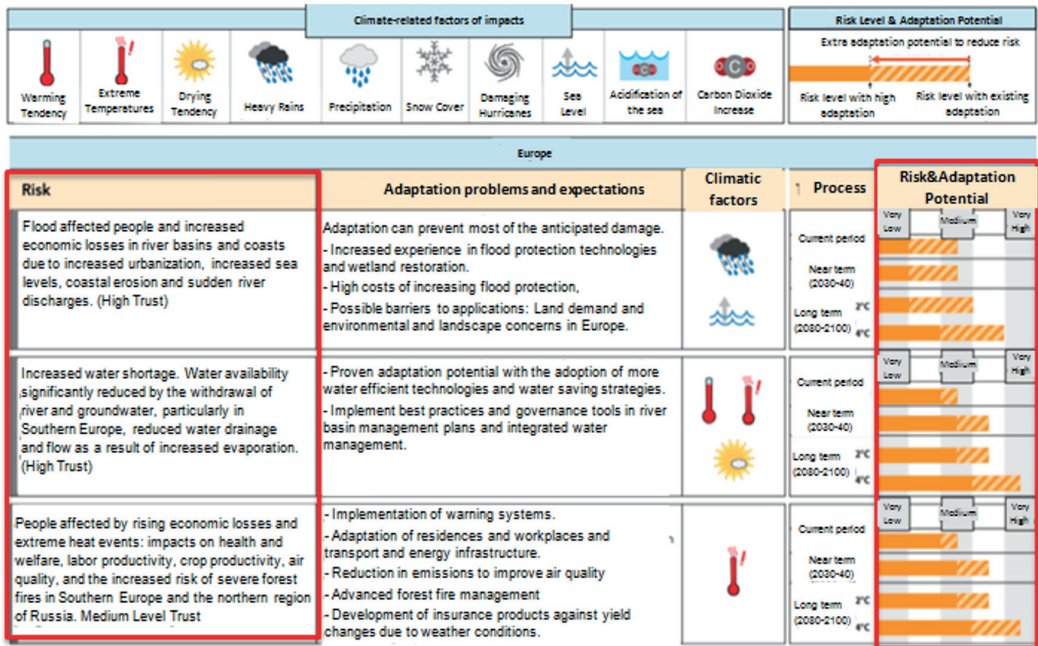 Climate-related factors of impacts
Risk Level & Adaptation Potential
Warming
Tendency
Extreme
Temperatures
Drying
Tendency
Heavy Rains
Precipitation
Snow Cover
Damaging
Hurricanes
Sea
Level
Acidification of
the sea
C
Carbon Dioxide
Increase
Extra adaptation potential to reduce risk
Risk level with high
adaptation
Risk level with existing
adaptation
Europe
Risk
Adaptation problems and expectations
Climatic
factors
Process
Risk&Adaptation
Potential
Flood affected people and increased
economic losses in river basins and coasts
due to increased urbanization, increased sea
levels, coastal erosion and sudden river
discharges. (High Trust)
Adaptation can prevent most of the anticipated damage.
- Increased experience in flood protection technologies
and wetland restoration.
- High costs of increasing flood protection,
- Possible barriers to applications: Land demand and
environmental and landscape concerns in Europe.
Current period
Near term
(2030-40)
Long term
(2080-2100)
2°C
4°C
Very
Low
Medium
Very
High
Increased water shortage. Water availability
significantly reduced by the withdrawal of
river and groundwater, particularly in
Southern Europe, reduced water drainage
and flow as a result of increased evaporation.
(High Trust)
- Proven adaptation potential with the adoption of more
water efficient technologies and water saving strategies.
- Implement best practices and governance tools in river
basin management plans and integrated water
management.
Current period
Near term
(2030-40)
Long term
(2080-2100)
2°C
4°C
Very
Low
Medium
Very
High
People affected by rising economic losses and
extreme heat events: impacts on health and
welfare, labor productivity, crop productivity, air
quality, and the increased risk of severe forest
fires in Southern Europe and the northern region
of Russia. Medium Level Trust
- Implementation of warning systems.
- Adaptation of residences and workplaces and
transport and energy infrastructure.
- Reduction in emissions to improve air quality
- Advanced forest fire management
- Development of insurance products against yield
changes due to weather conditions.
Current period
Near term
(2030-40)
Long term
(2080-2100)
2°C
4°C
Very
Low
Medium
Very
High